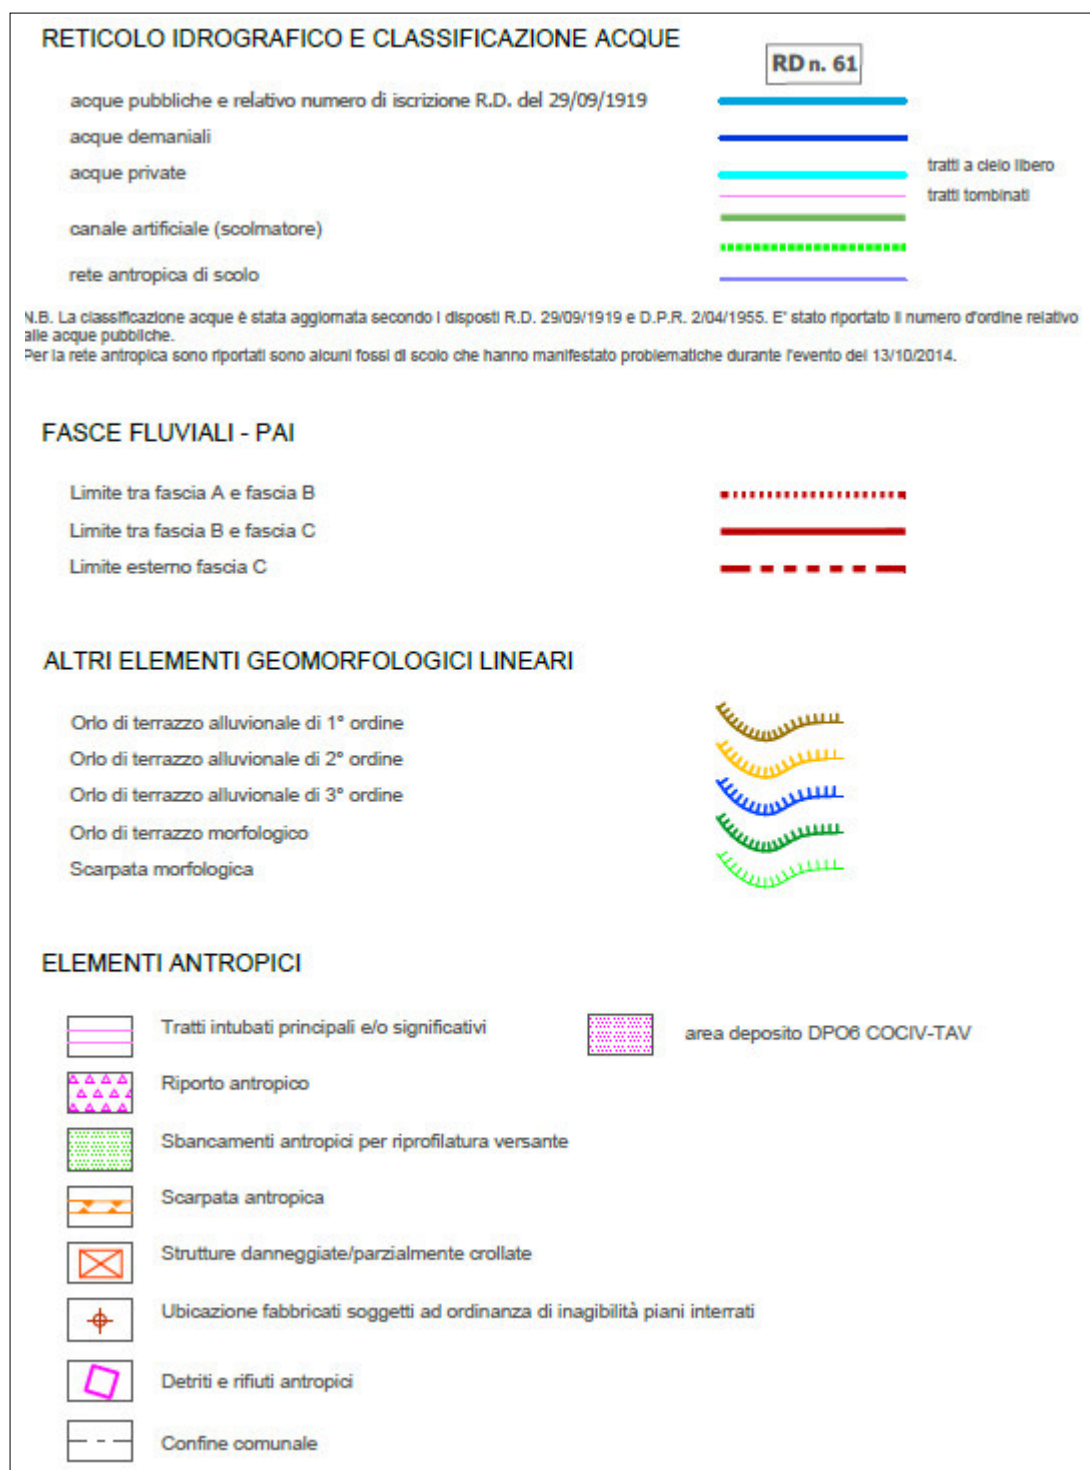 RETICOLO IDROGRAFICO E CLASSIFICAZIONE ACQUE
RD n. 61
acque pubbliche e relativo numero di iscrizione R.D. del 29/09/1919
acque demaniali
acque private
tratti a cielo libero
tratti tombinati
canale artificiale (scolmatore)
rete antropica di scolo
N.B. La classificazione acque è stata aggiornata secondo i disposti R.D. 29/09/1919 e D.P.R. 2/04/1955. E' stato riportato il numero d'ordine relativo
alle acque pubbliche.
Per la rete antropica sono riportati sono alcuni fossi di scolo che hanno manifestato problematiche durante l'evento del 13/10/2014.
FASCE FLUVIALI - PAI
Limite tra fascia A e fascia B
Limite tra fascia B e fascia C
Limite esterno fascia C
ALTRI ELEMENTI GEOMORFOLOGICI LINEARI
Orlo di terrazzo alluvionale di 1° ordine
Orlo di terrazzo alluvionale di 2° ordine
Orlo di terrazzo alluvionale di 3° ordine
Orlo di terrazzo morfologico
Scarpata morfologica
ELEMENTI ANTROPICI
Tratti intubati principali e/o significativi
area deposito DPO6 COCIV-TAV
Riporto antropico
Sbancamenti antropici per riprofilatura versante
Scarpata antropica
Strutture danneggiate/parzialmente crollate
Ubicazione fabbricati soggetti ad ordinanza di inagibilità piani interrati
Detriti e rifiuti antropici
Confine comunale